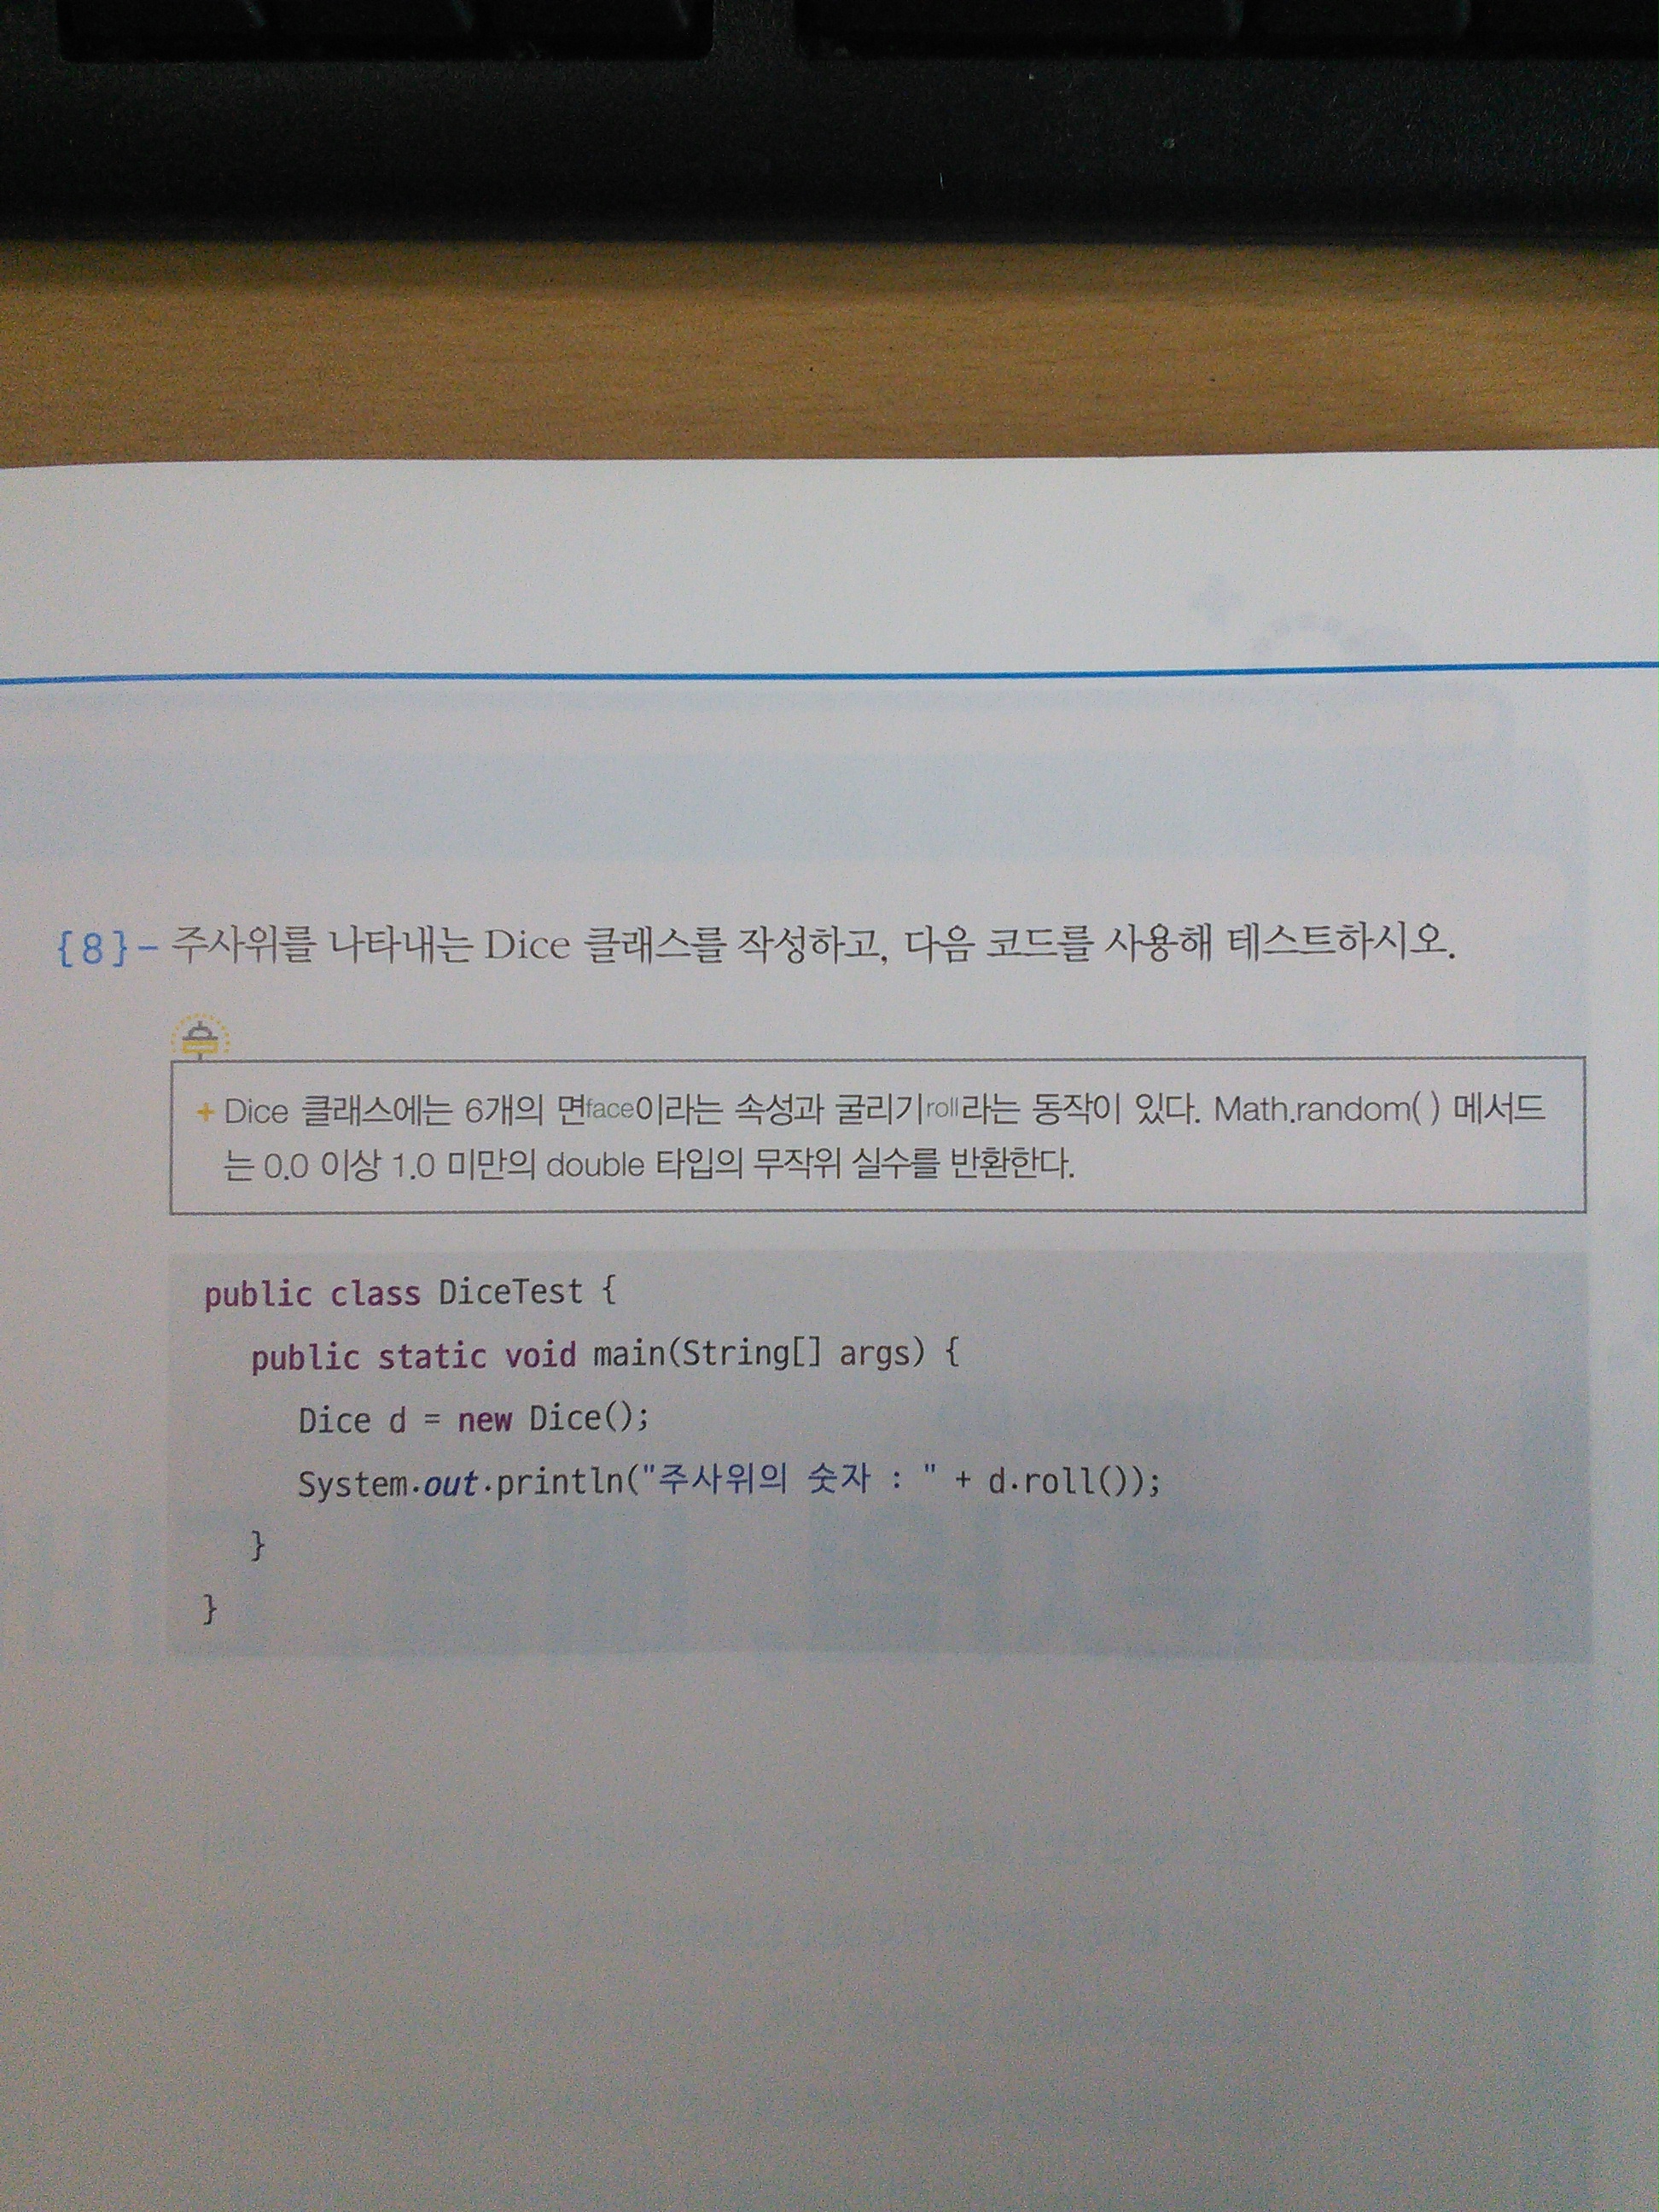 {8}- 주사위를 나타내는 Dice 클래스를 작성하고, 다음 코드를 사용해 테스트하시오.
+ Dice 클래스에는 6개의 면face이라는 속성과 굴리기roll라는 동작이 있다. Math.random( ) 메서드
는 0.0 이상 1.0 미만의 double 타입의 무작위 실수를 반환한다.
public class DiceTest {
public static void main(String[] args) {
Dice d = new Dice();
System.out.println("주사위의 숫자 : " + d.roll());
}
}